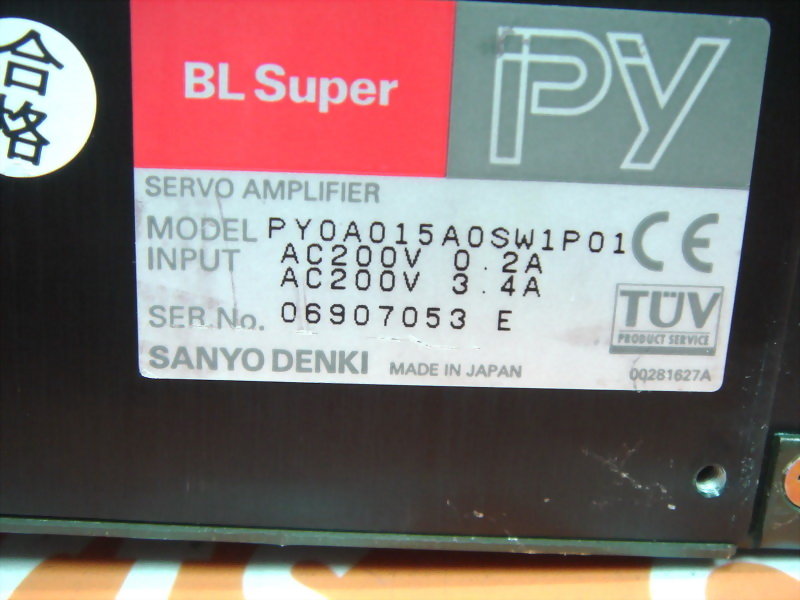 合
格
BL Super
PY
SERVO AMPLIFIER
MODEL PY0A015A0SW1P01
INPUT AC200V 0.2A
AC200V 3.4A
SER.No. 06907053 E
SANYO DENKI MADE IN JAPAN
CE
TÜV
PRODUCT SERVICE
00281627A